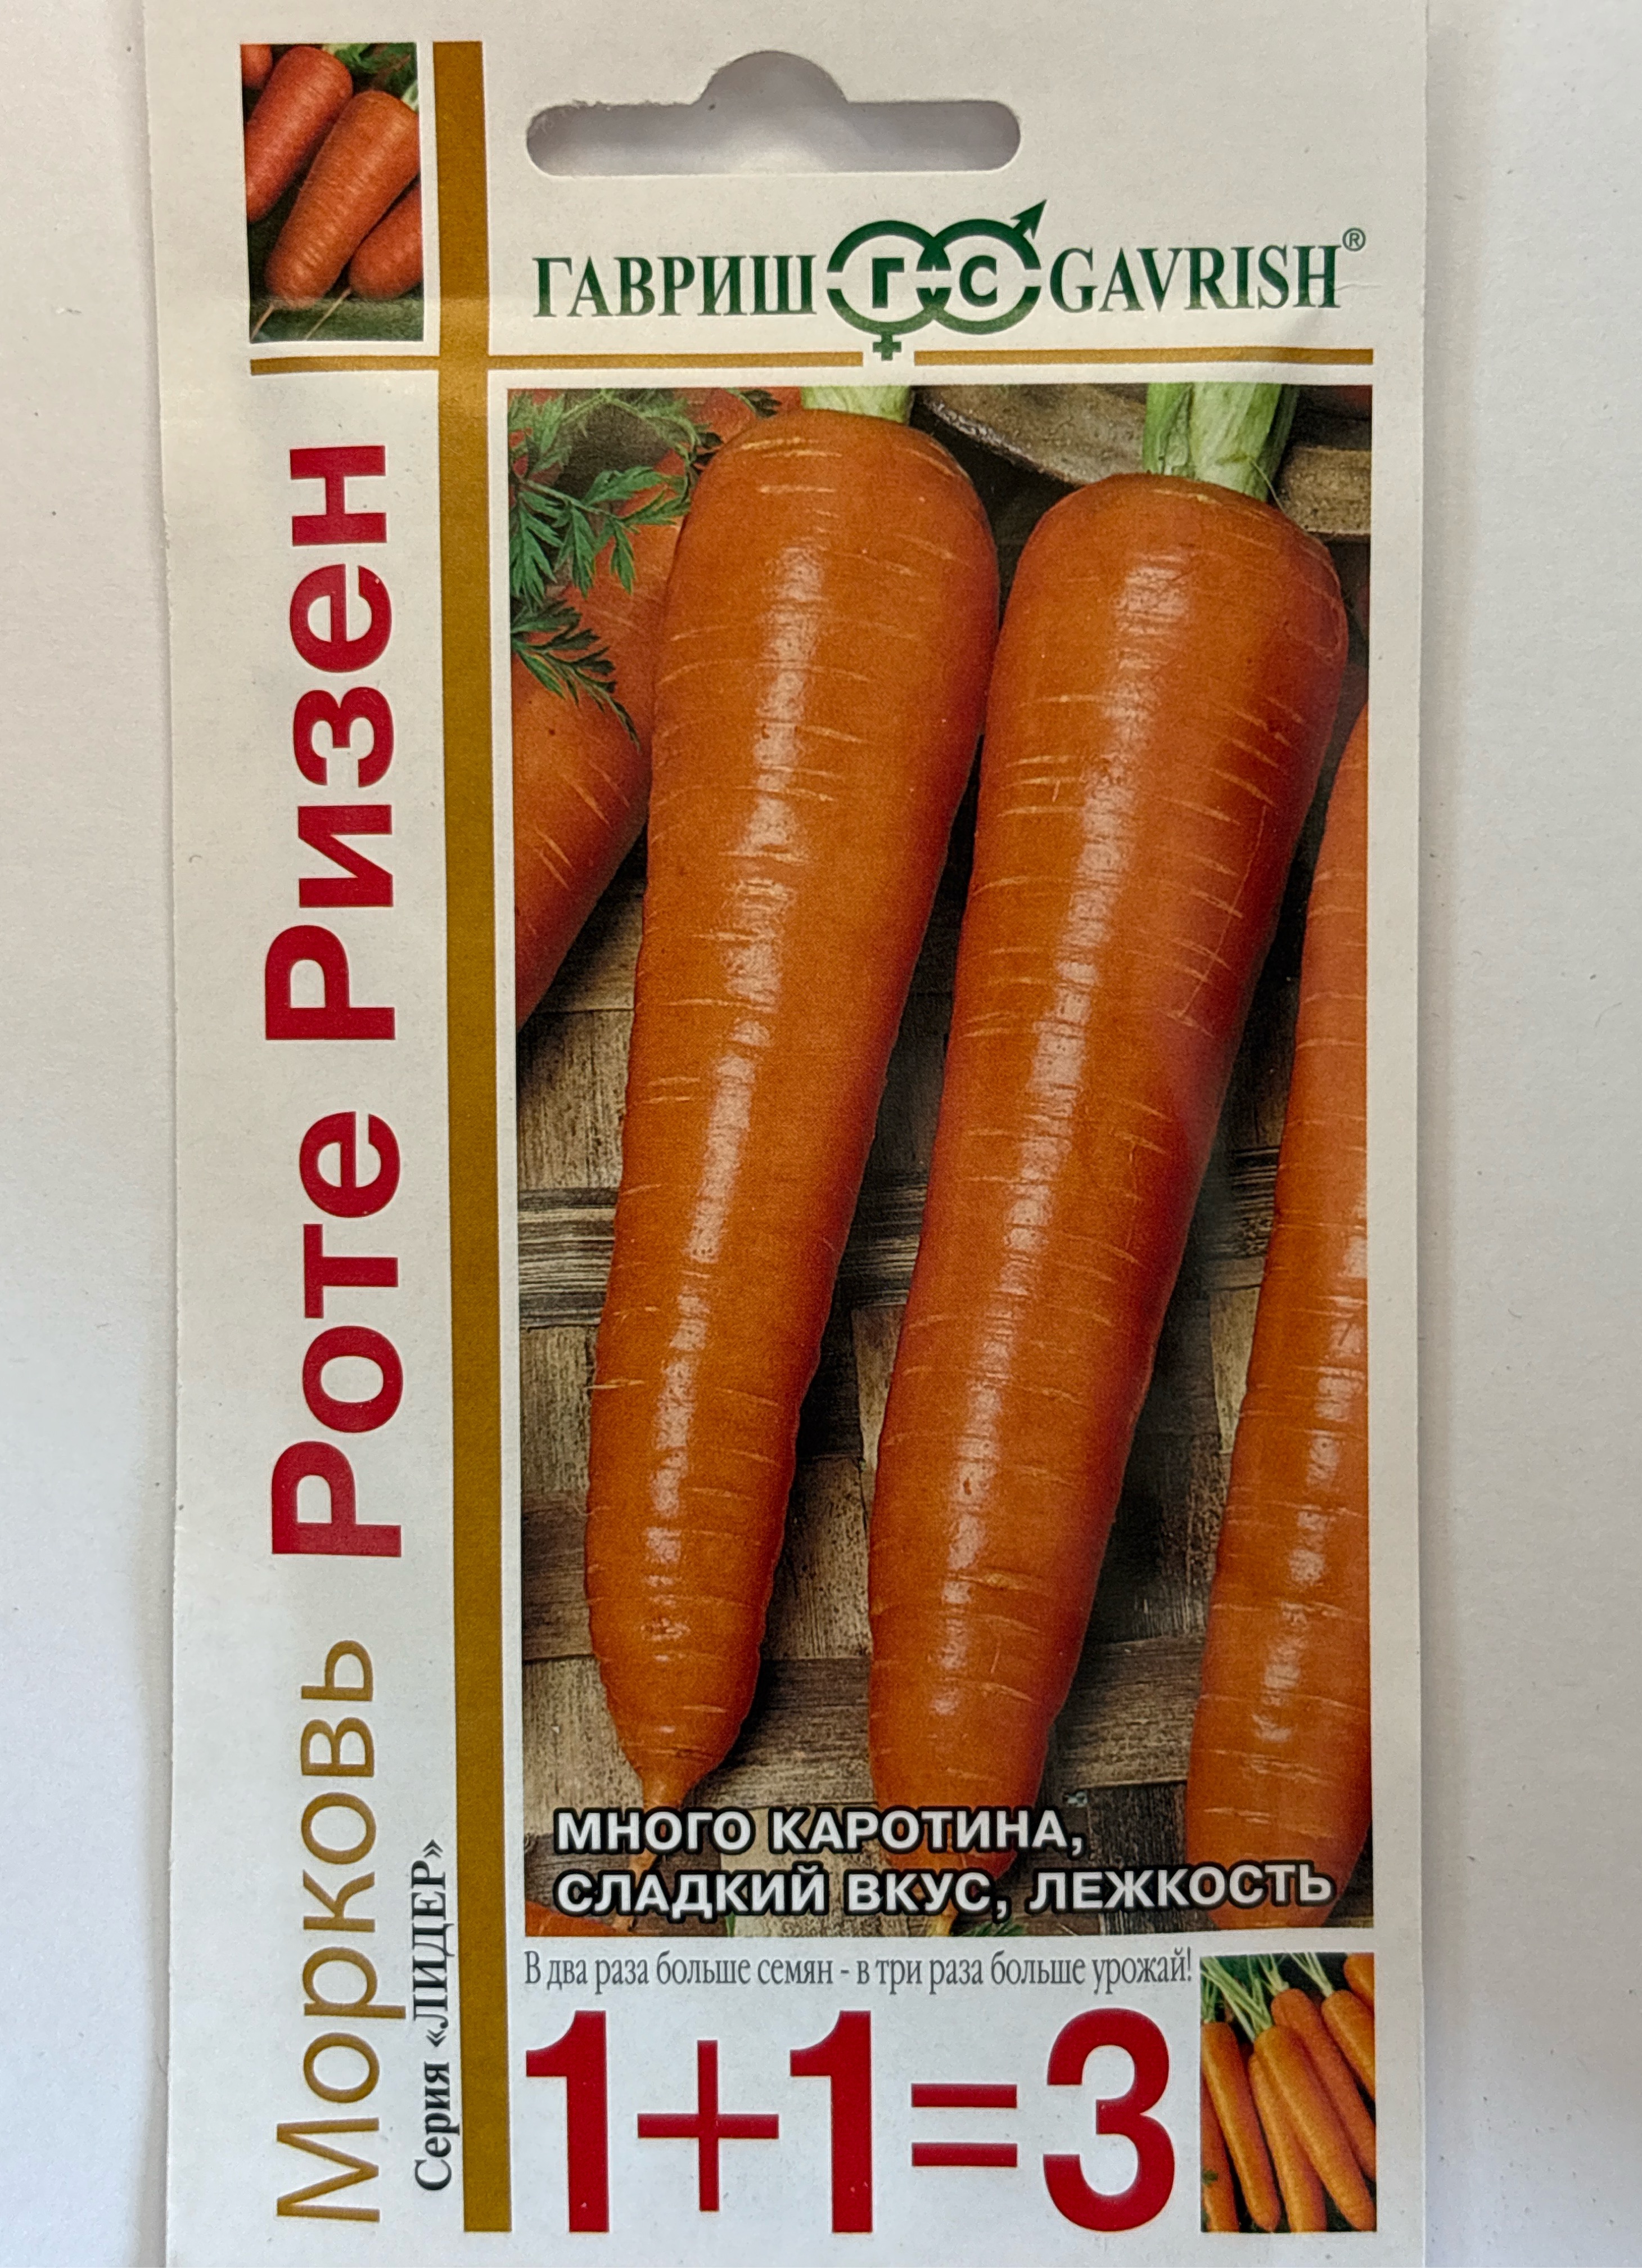 ГАВРИШ ГС GAVRISH®
Морковь Роте Ризен
Серия «ЛИДЕР»
МНОГО КАРОТИНА,
СЛАДКИЙ ВКУС, ЛЕЖКОСТЬ
В два раза больше семян - в три раза больше урожай!
1+1=3